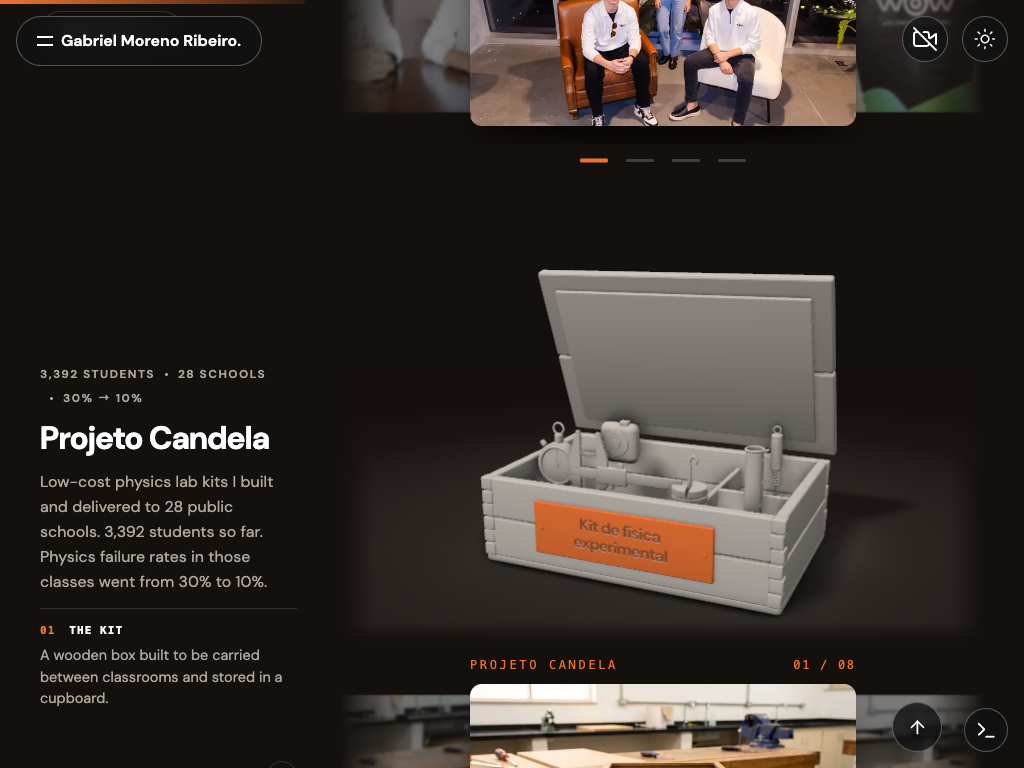 Gabriel Moreno Ribeiro.
WOW
3,392 STUDENTS • 28 SCHOOLS
• 30% → 10%
Projeto Candela
Low-cost physics lab kits I built
and delivered to 28 public
schools. 3,392 students so far.
Physics failure rates in those
classes went from 30% to 10%.
01 THE KIT
A wooden box built to be carried
between classrooms and stored in a
cupboard.
Kit de física
experimental
PROJETO CANDELA 01 / 08